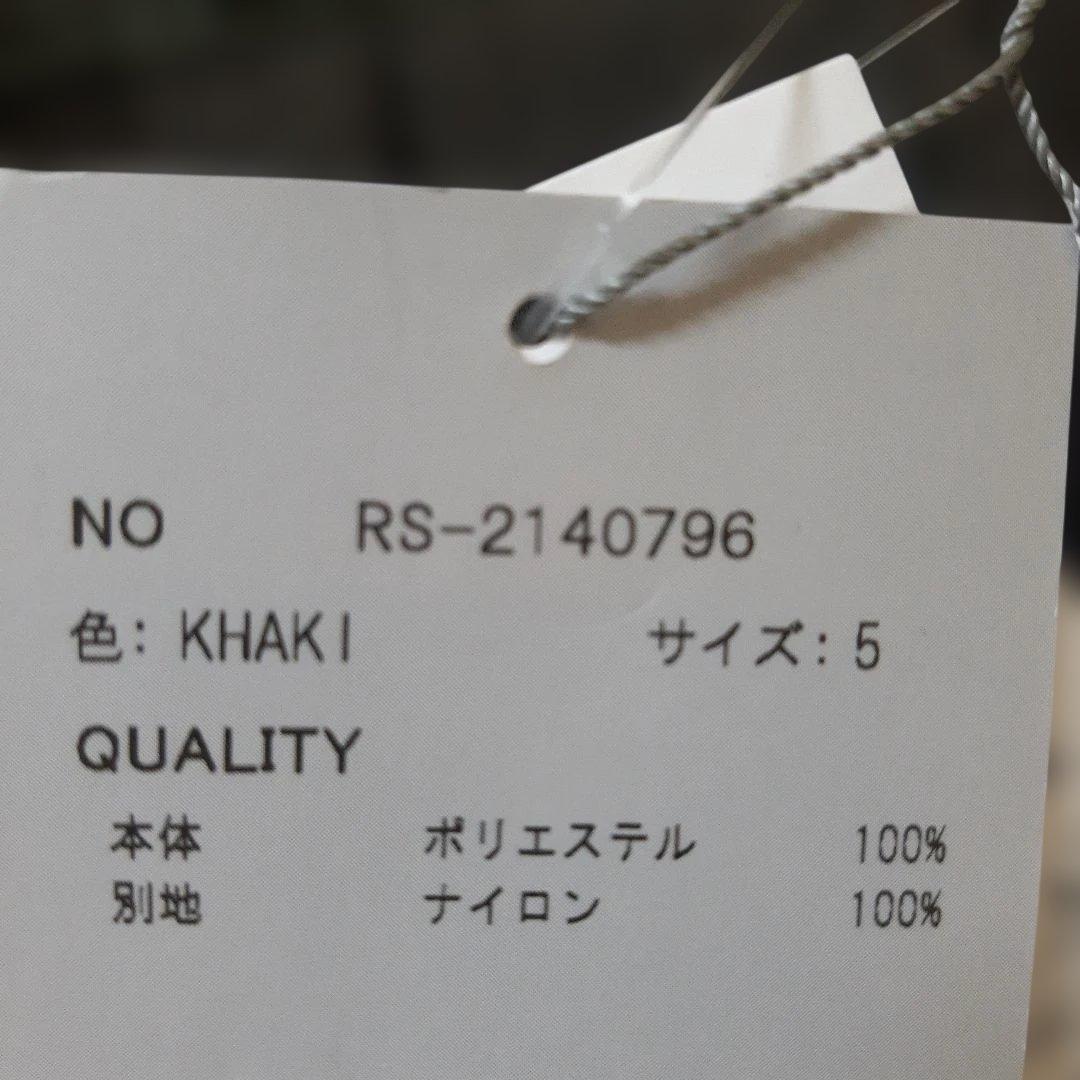 NO RS-2140796
色: KHAKI サイズ: 5
QUALITY
本体 ポリエステル 100%
別地 ナイロン 100%